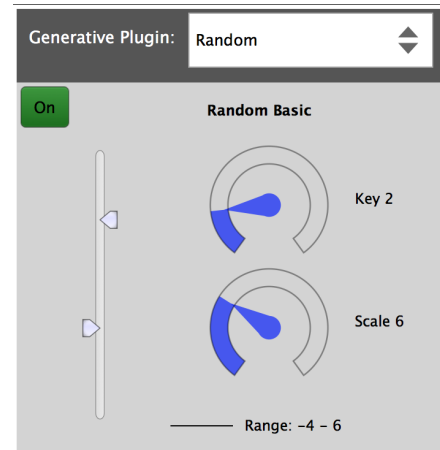 Generative Plugin:
Random
On
Random Basic
Key 2
Scale 6
Range: -4 – 6